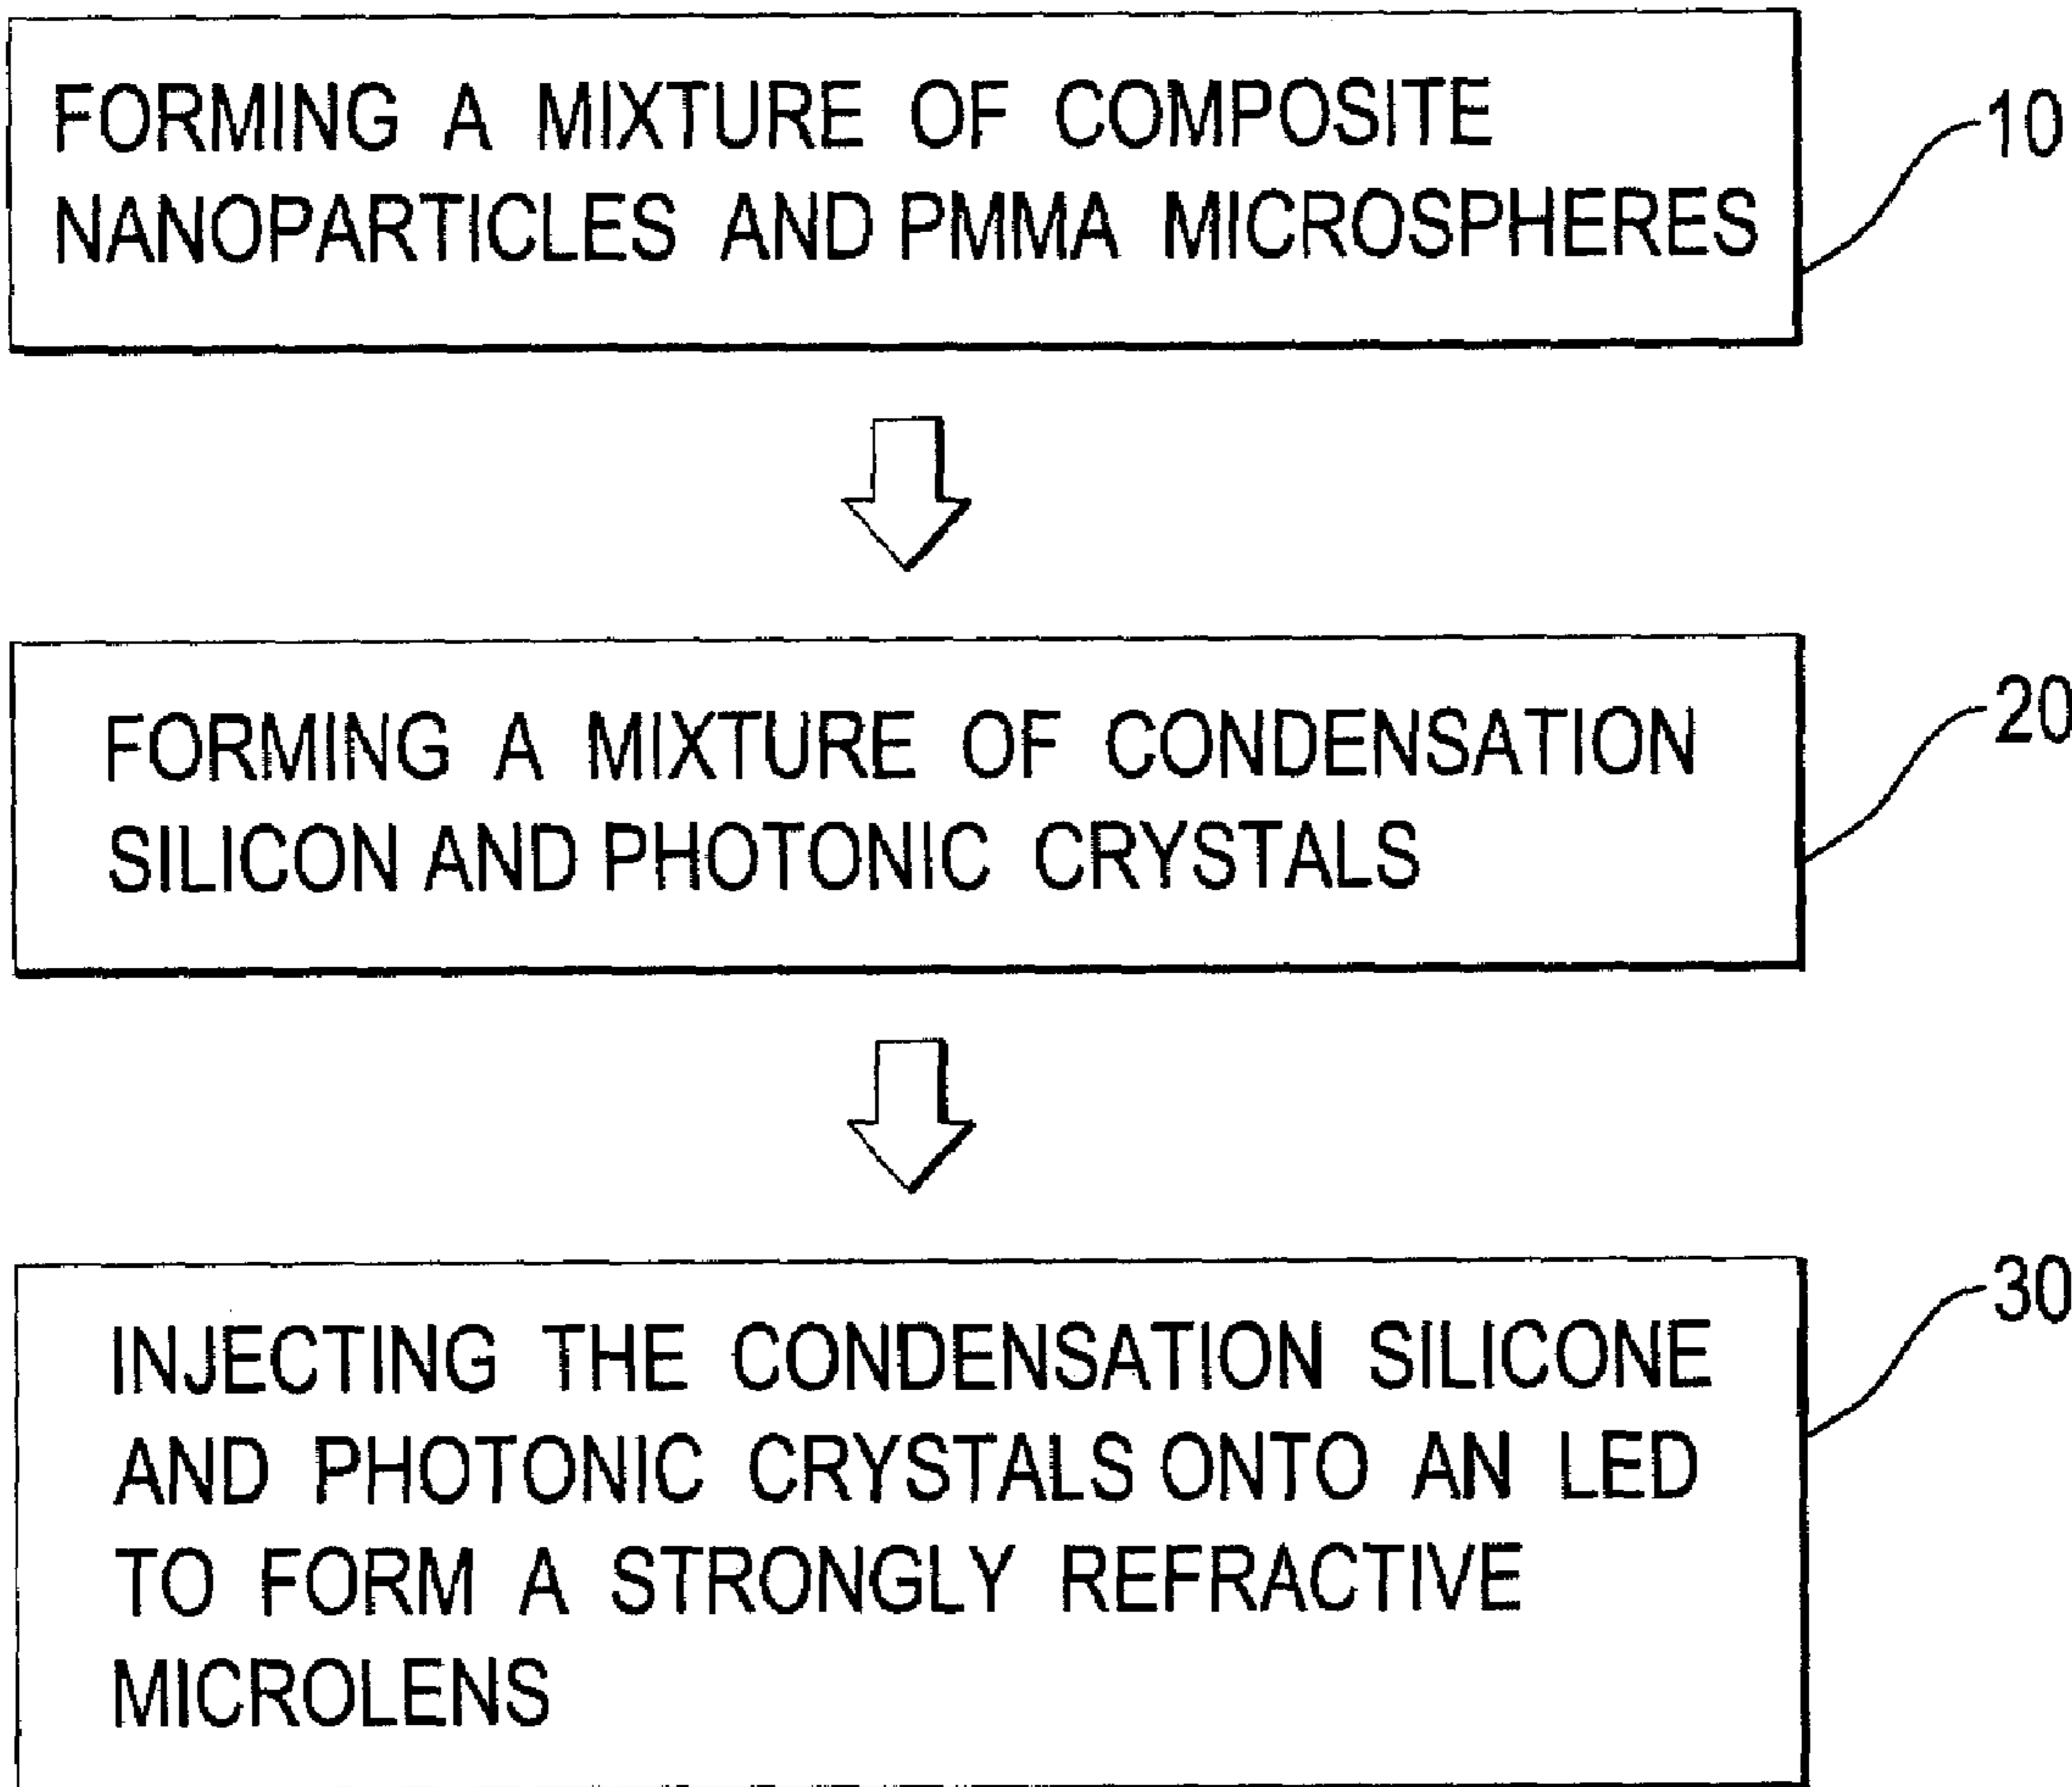 FORMING A MIXTURE OF COMPOSITE
NANOPARTICLES AND PMMA MICROSPHERES
10
FORMING A MIXTURE OF CONDENSATION
SILICON AND PHOTONIC CRYSTALS
20
INJECTING THE CONDENSATION SILICONE
AND PHOTONIC CRYSTALS ONTO AN LED
TO FORM A STRONGLY REFRACTIVE
MICROLENS
30